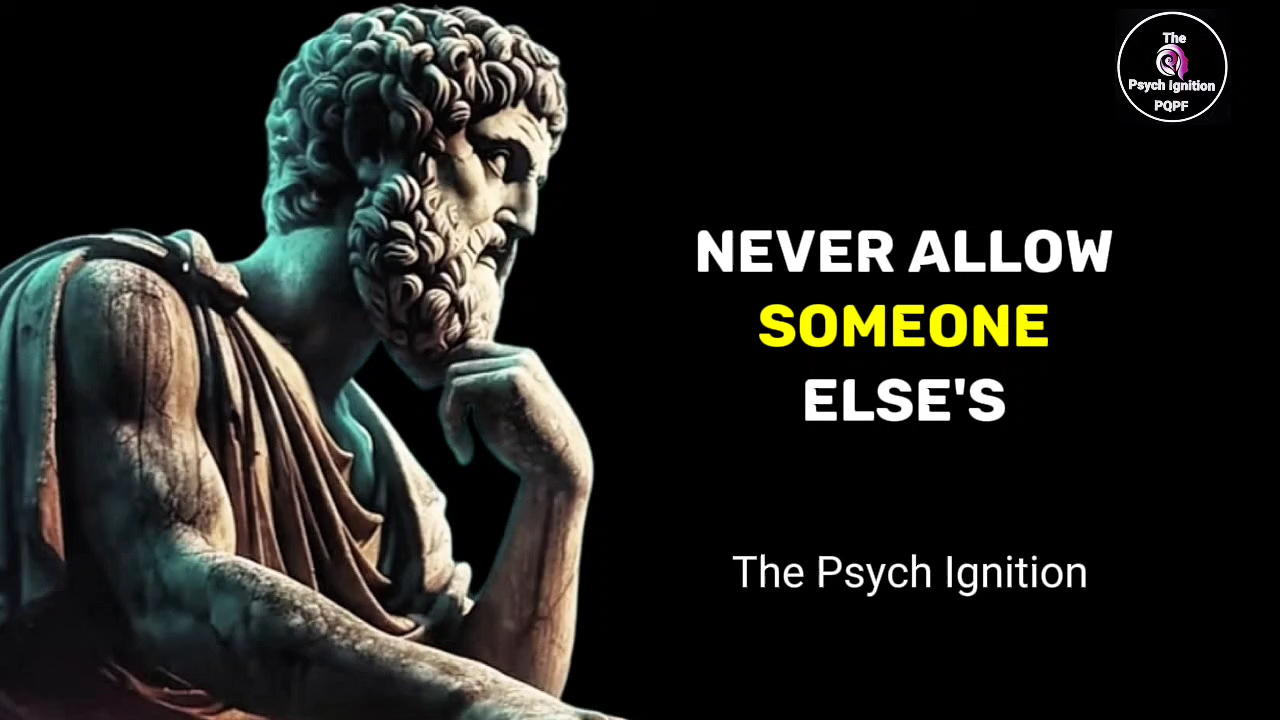 The
Psych Ignition
PQPF
NEVER ALLOW
SOMEONE
ELSE'S
The Psych Ignition